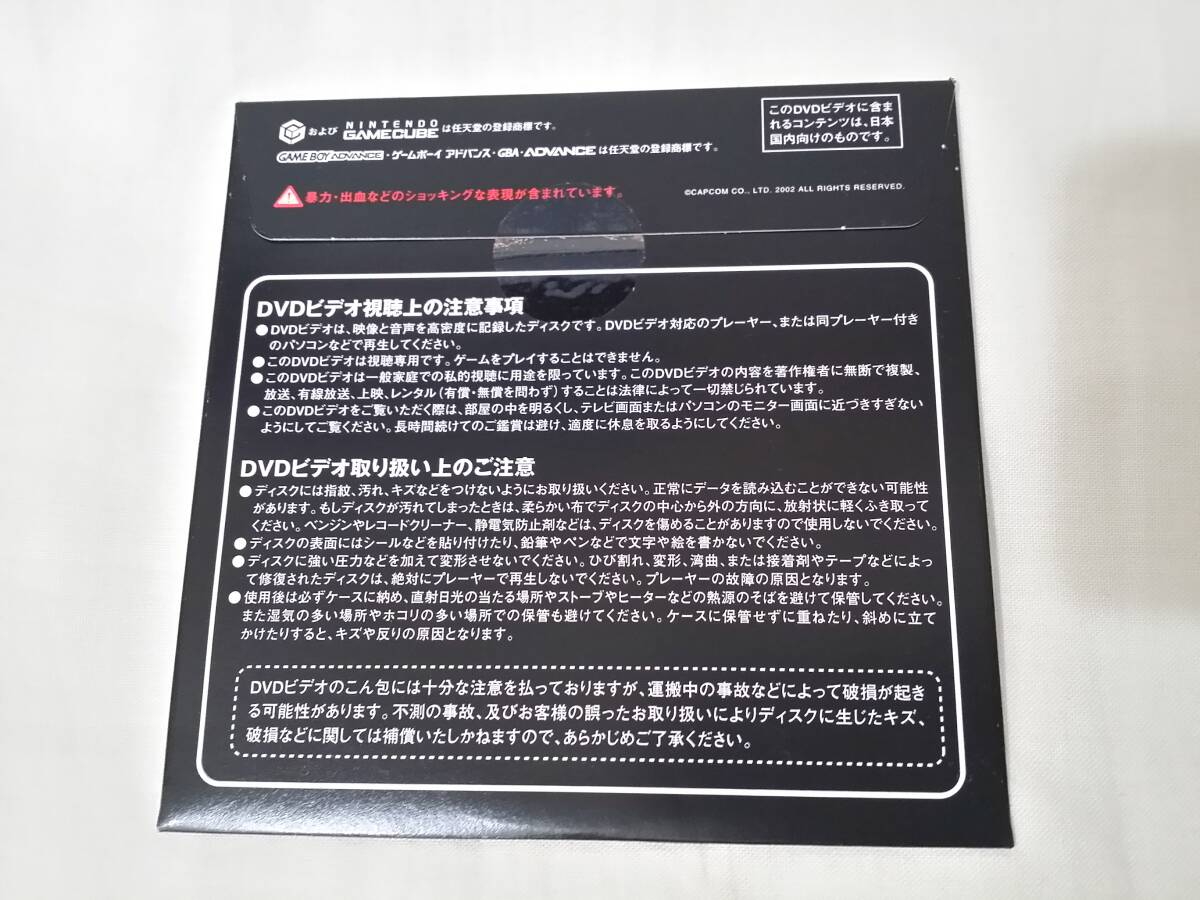 および NINTENDO GAMECUBE は任天堂の登録商標です。
GAME BOY ADVANCE・ゲームボーイ アドバンス・GBA・ADVANCE は任天堂の登録商標です。
このDVDビデオに含ま
れるコンテンツは、日本
国内向けのものです。
暴力・出血などのショッキングな表現が含まれています。
©CAPCOM CO., LTD. 2002 ALL RIGHTS RESERVED.
DVDビデオ視聴上の注意事項
●DVDビデオは、映像と音声を高密度に記録したディスクです。DVDビデオ対応のプレーヤー、または同プレーヤー付き
のパソコンなどで再生してください。
●このDVDビデオは視聴専用です。ゲームをプレイすることはできません。
●このDVDビデオは一般家庭での私的視聴に用途を限っています。このDVDビデオの内容を著作権者に無断で複製、
放送、有線放送、上映、レンタル(有償・無償を問わず)することは法律によって一切禁じられています。
●このDVDビデオをご覧いただく際は、部屋の中を明るくし、テレビ画面またはパソコンのモニター画面に近づきすぎない
ようにしてご覧ください。長時間続けてのご鑑賞は避け、適度に休息を取るようにしてください。
DVDビデオ取り扱い上のご注意
●ディスクには指紋、汚れ、キズなどをつけないようにお取り扱いください。正常にデータを読み込むことができない可能性
があります。もしディスクが汚れてしまったときは、柔らかい布でディスクの中心から外の方向に、放射状に軽くふき取って
ください。ベンジンやレコードクリーナー、静電気防止剤などは、ディスクを傷めることがありますので使用しないでください。
●ディスクの表面にはシールなどを貼り付けたり、鉛筆やペンなどで文字や絵を書かないでください。
●ディスクに強い圧力などを加えて変形させないでください。ひび割れ、変形、湾曲、または接着剤やテープなどによっ
て修復されたディスクは、絶対にプレーヤーで再生しないでください。プレーヤーの故障の原因となります。
●使用後は必ずケースに納め、直射日光の当たる場所やストーブやヒーターなどの熱源のそばを避けて保管してください。
また湿気の多い場所やホコリの多い場所での保管も避けてください。ケースに保管せずに重ねたり、斜めに立て
かけたりすると、キズや反りの原因となります。
DVDビデオのこん包には十分な注意を払っておりますが、運搬中の事故などによって破損が起き
る可能性があります。不測の事故、及びお客様の誤ったお取り扱いによりディスクに生じたキズ、
破損などに関しては補償いたしかねますので、あらかじめご了承ください。